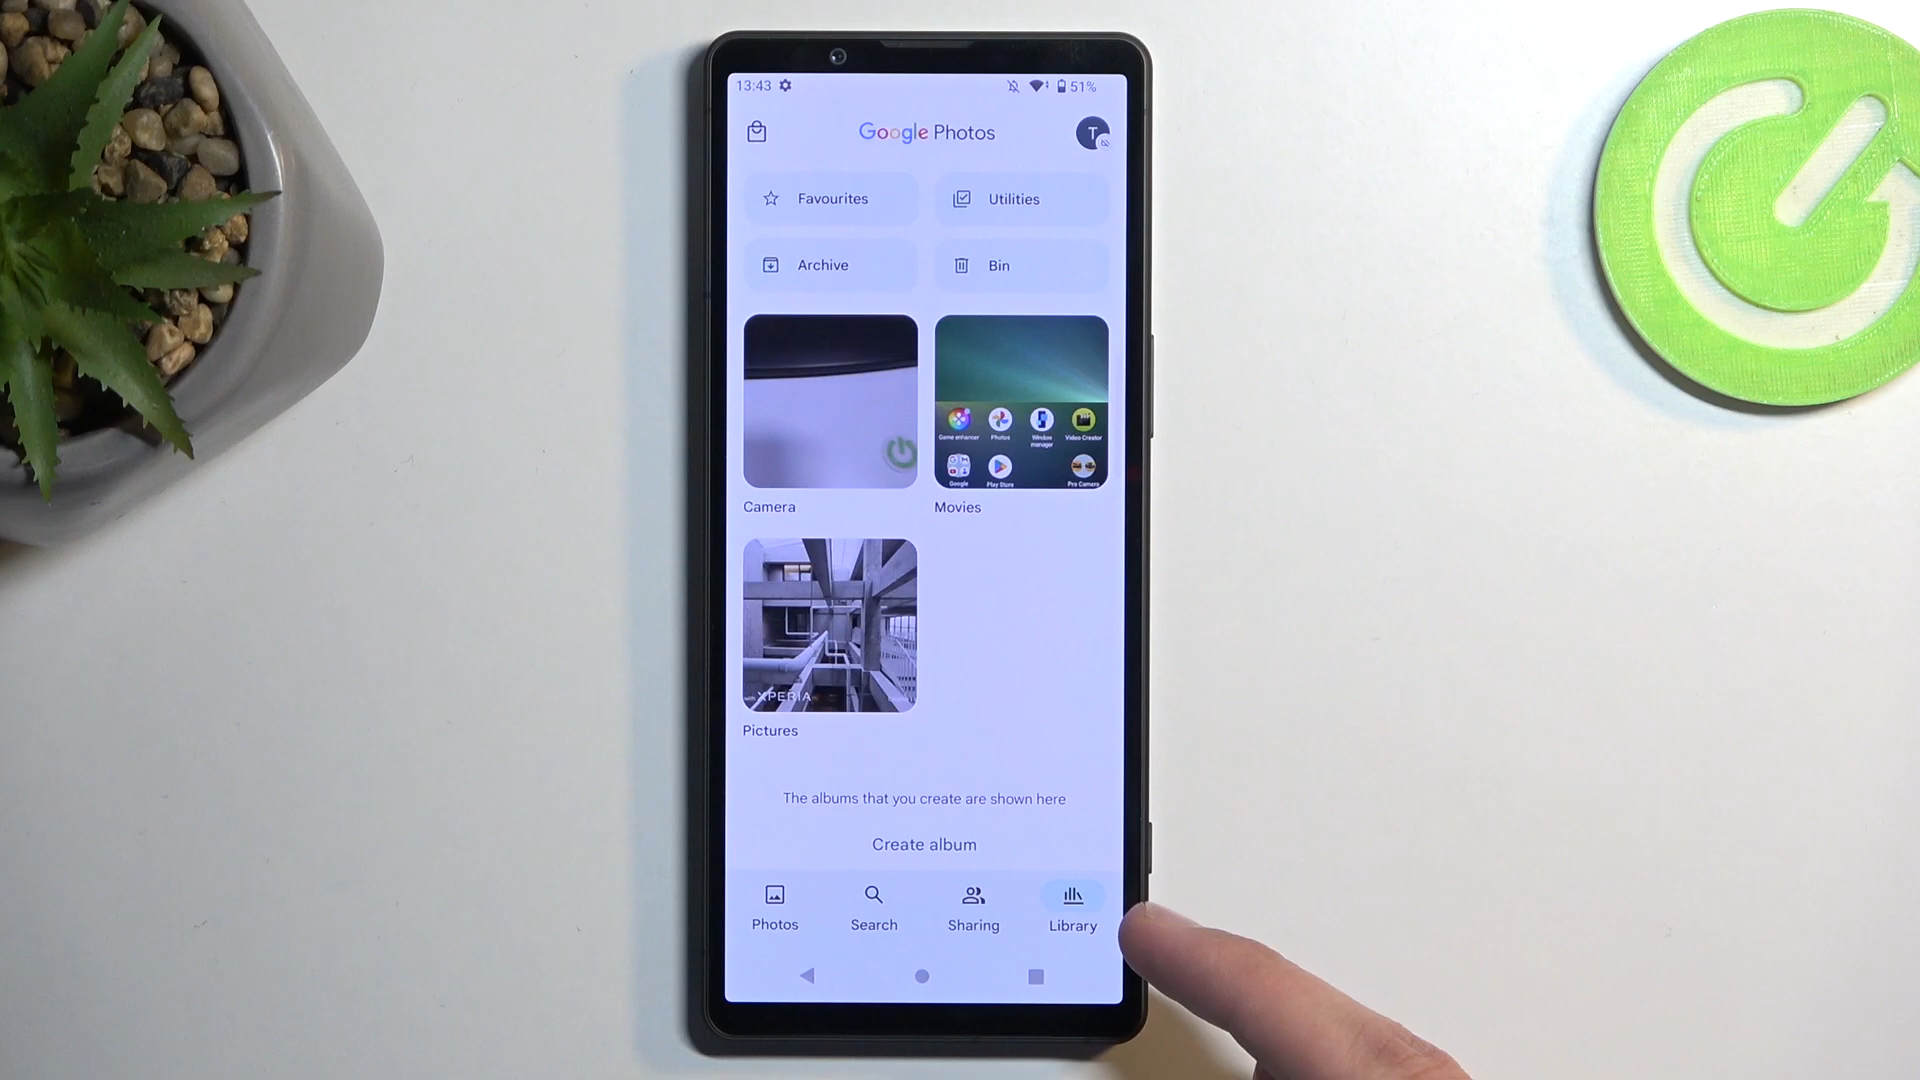 13:43 51%
Google Photos T
Favourites Utilities
Archive Bin
Game enhancer Photos Window manager Video Creator
Google Play Store Pro Camera
Camera Movies
XPERIA
Pictures
The albums that you create are shown here
Create album
Photos Search Sharing Library